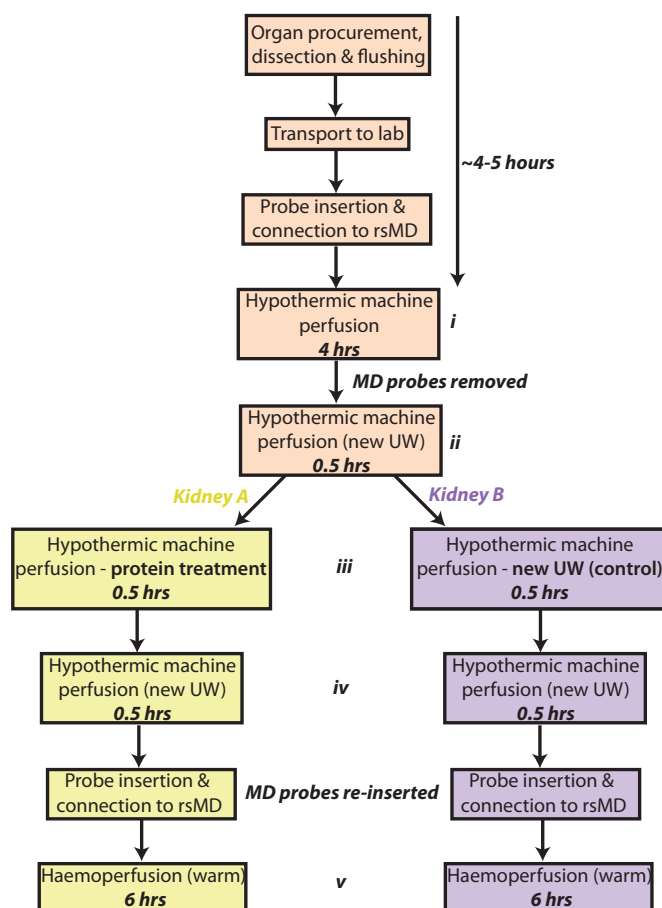 Organ procurement,
dissection & flushing
Transport to lab
~4-5 hours
Probe insertion &
connection to rsMD
Hypothermic machine
perfusion
4 hrs
i
MD probes removed
Hypothermic machine
perfusion (new UW)
0.5 hrs
ii
Kidney A
Kidney B
Hypothermic machine
perfusion - protein treatment
0.5 hrs
iii
Hypothermic machine
perfusion - new UW (control)
0.5 hrs
Hypothermic machine
perfusion (new UW)
0.5 hrs
iv
Hypothermic machine
perfusion (new UW)
0.5 hrs
Probe insertion &
connection to rsMD
MD probes re-inserted
Probe insertion &
connection to rsMD
Haemoperfusion (warm)
6 hrs
v
Haemoperfusion (warm)
6 hrs